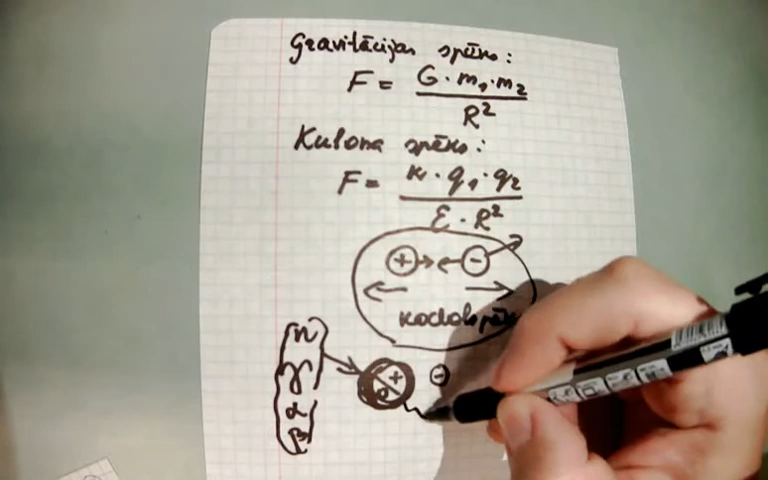 Gravitācijas spēks:
F = G · m₁ · m₂ / R²
Kulona spēks:
F = k · q₁ · q₂ / ε · R²
+ −
kodolspēki
n
γ + −
α
β